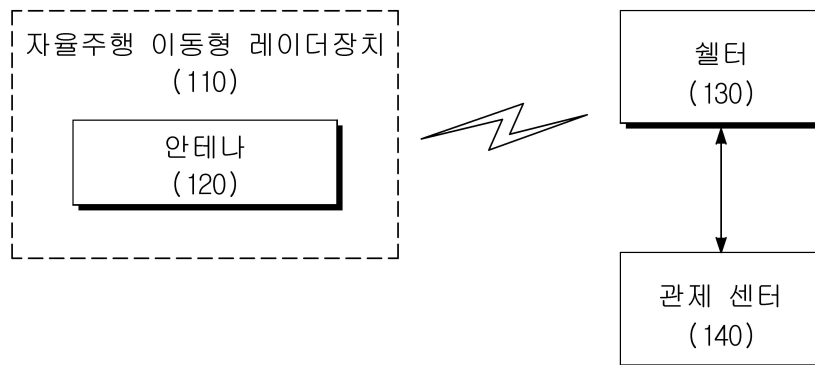 자율주행 이동형 레이더장치
(110)
안테나
(120)
쉘터
(130)
관제 센터
(140)